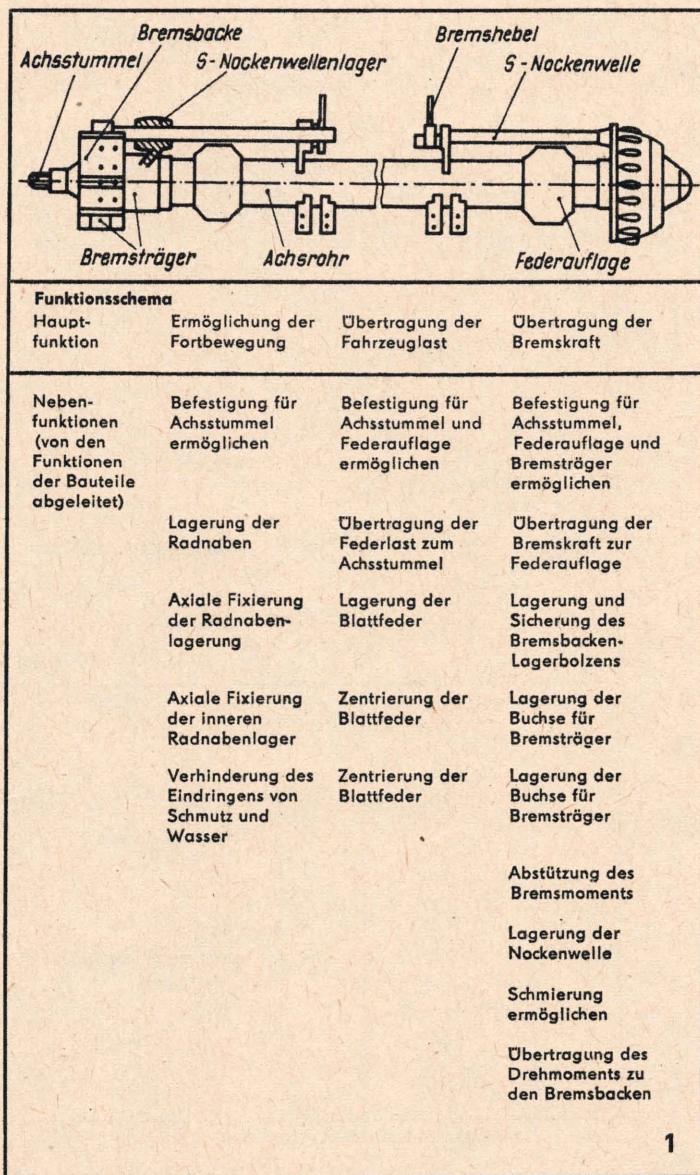 Bremsbacke
Bremshebel
Achsstummel
S-Nockenwellenlager
S-Nockenwelle
Bremsträger
Achsrohr
Federauflage
Funktionsschema
Haupt-
funktion
Ermöglichung der
Fortbewegung
Übertragung der
Fahrzeuglast
Übertragung der
Bremskraft
Neben-
funktionen
(von den
Funktionen
der Bauteile
abgeleitet)
Befestigung für
Achsstummel
ermöglichen
Befestigung für
Achsstummel und
Federauflage
ermöglichen
Befestigung für
Achsstummel,
Federauflage und
Bremsträger
ermöglichen
Lagerung der
Radnaben
Übertragung der
Federlast zum
Achsstummel
Übertragung der
Bremskraft zur
Federauflage
Axiale Fixierung
der Radnaben-
lagerung
Lagerung der
Blattfeder
Lagerung und
Sicherung des
Bremsbacken-
Lagerbolzens
Axiale Fixierung
der inneren
Radnabenlager
Zentrierung der
Blattfeder
Lagerung der
Buchse für
Bremsträger
Verhinderung des
Eindringens von
Schmutz und
Wasser
Zentrierung der
Blattfeder
Lagerung der
Buchse für
Bremsträger
Abstützung des
Bremsmoments
Lagerung der
Nockenwelle
Schmierung
ermöglichen
Übertragung des
Drehmoments zu
den Bremsbacken
1